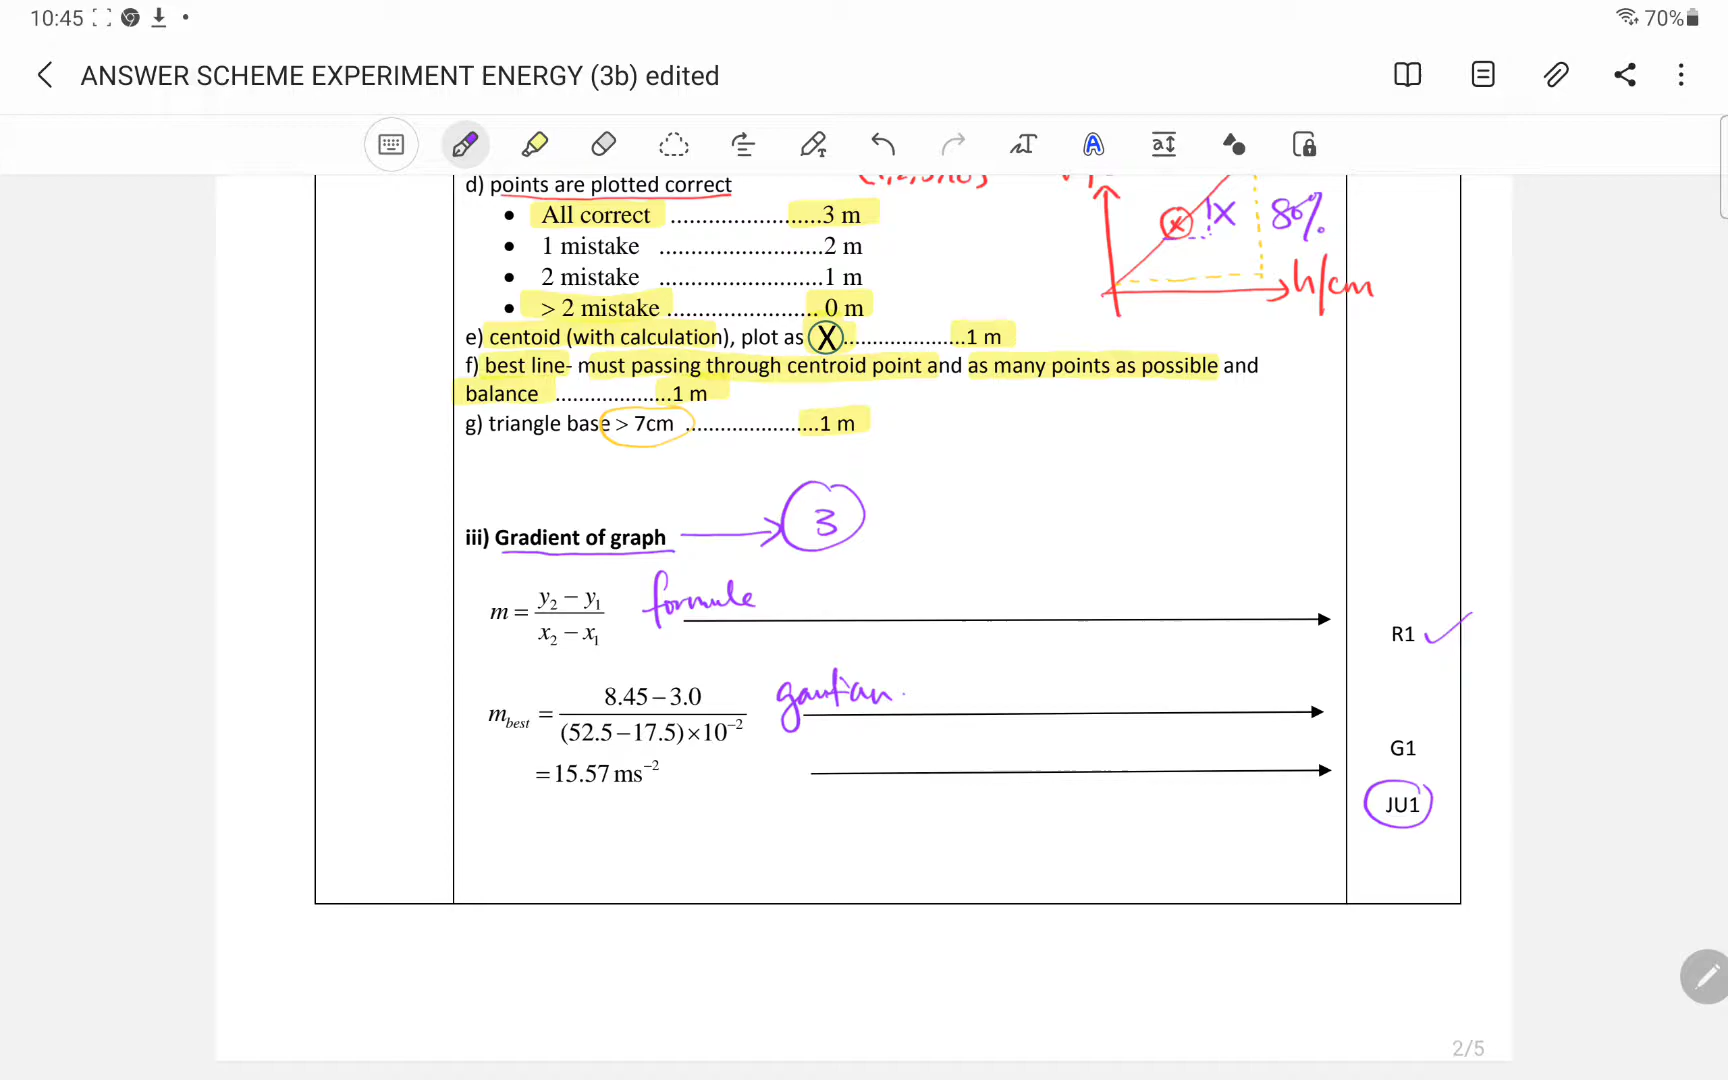 10:45
70%
ANSWER SCHEME EXPERIMENT ENERGY (3b) edited
d) points are plotted correct
• All correct ........................3 m
• 1 mistake ..........................2 m
• 2 mistake ..........................1 m
• > 2 mistake ........................ 0 m
e) centoid (with calculation), plot as X......................1 m
f) best line- must passing through centroid point and as many points as possible and
balance .....................1 m
g) triangle base > 7cm ........................1 m
X 80%
h/cm
iii) Gradient of graph 3
m = y₂ − y₁ / x₂ − x₁ formule
R1
m_best = 8.45 − 3.0 / (52.5 − 17.5) × 10⁻²
G1
= 15.57 ms⁻²
JU1
2/5